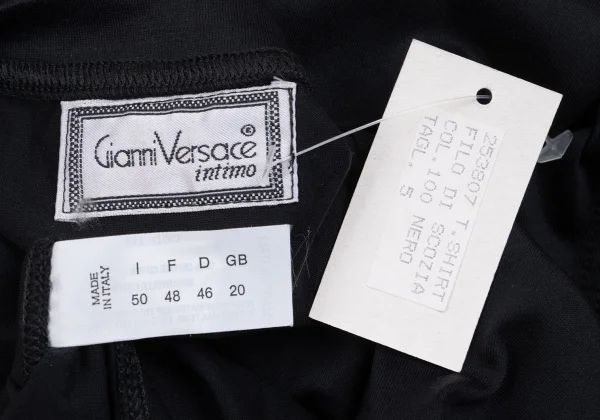 Gianni Versace ®
intimo
MADE
IN ITALY
I F D GB
50 48 46 20
253807 T.SHIRT
FILO DI SCOZIA
COL.100 NERO
TAGL. 5